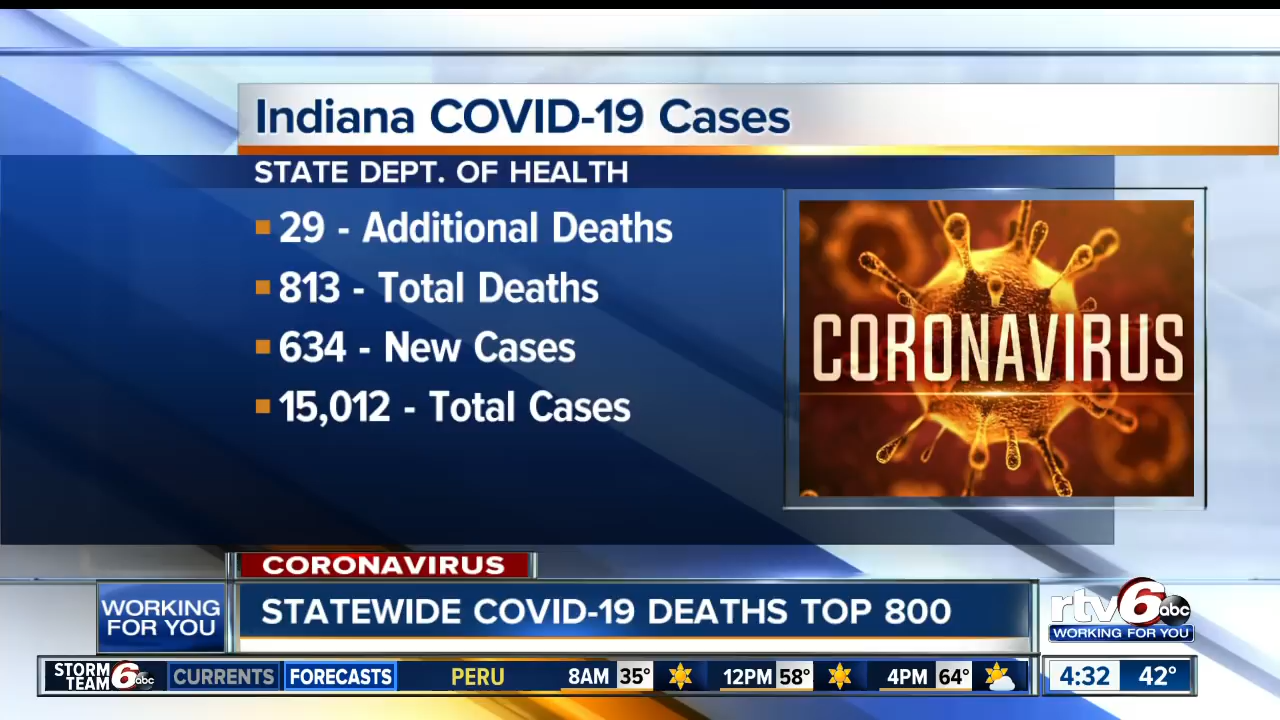 Indiana COVID-19 Cases
STATE DEPT. OF HEALTH
29 - Additional Deaths
813 - Total Deaths
634 - New Cases
15,012 - Total Cases
CORONAVIRUS
CORONAVIRUS
WORKING
FOR YOU
STATEWIDE COVID-19 DEATHS TOP 800
rtv6 abc
WORKING FOR YOU
STORM
TEAM 6 abc
CURRENTS FORECASTS PERU 8AM 35° 12PM 58° 4PM 64°
4:32 42°